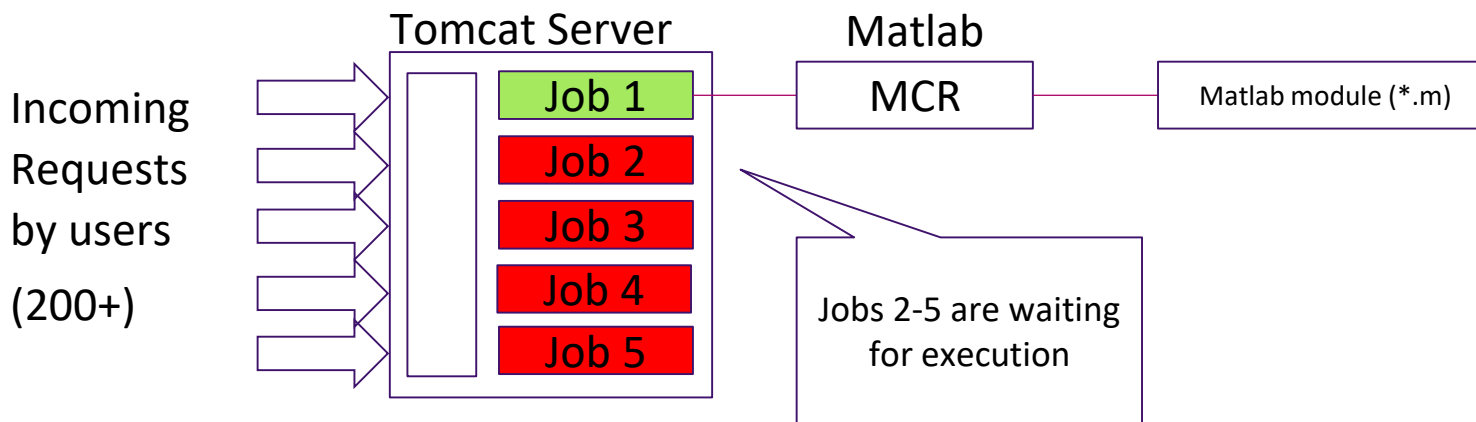 Tomcat Server
Matlab
Incoming
Requests
by users
(200+)
Job 1
Job 2
Job 3
Job 4
Job 5
MCR
Matlab module (*.m)
Jobs 2-5 are waiting
for execution